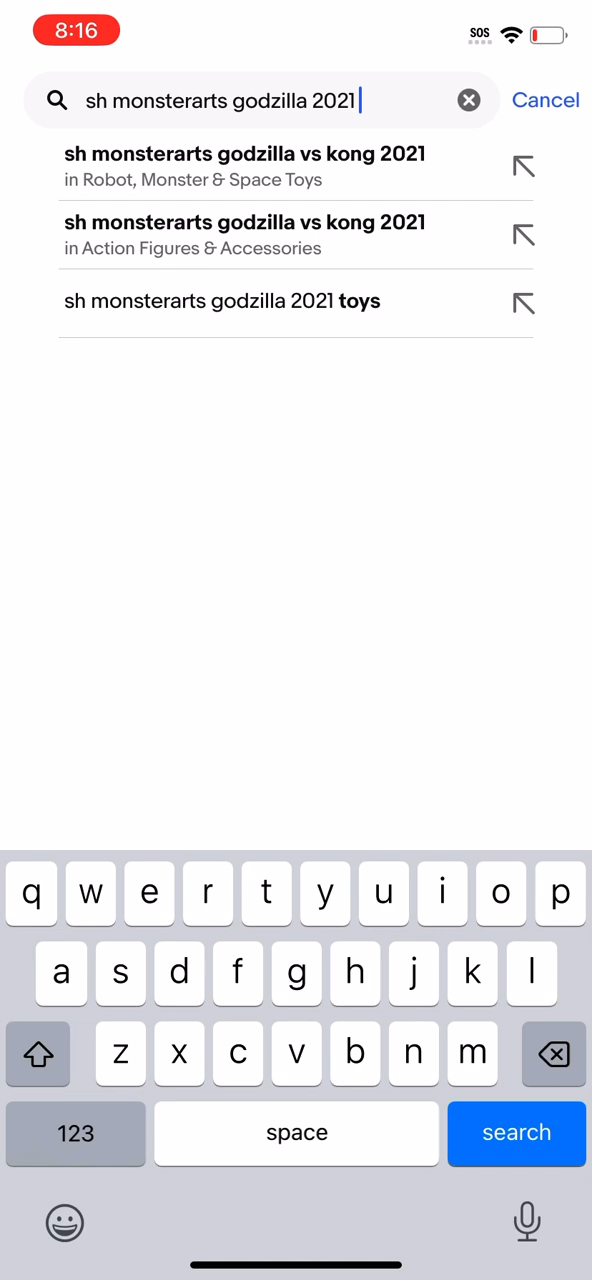 8:16
SOS
sh monsterarts godzilla 2021
Cancel
sh monsterarts godzilla vs kong 2021
in Robot, Monster & Space Toys
sh monsterarts godzilla vs kong 2021
in Action Figures & Accessories
sh monsterarts godzilla 2021 toys
q w e r t y u i o p
a s d f g h j k l
z x c v b n m
123 space search